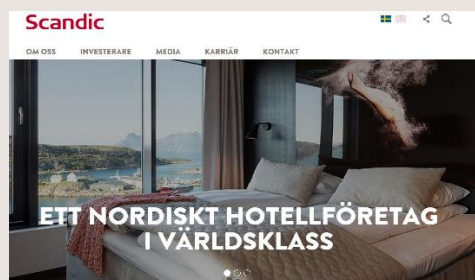 Scandic
OM OSS INVESTERARE MEDIA KARRIÄR KONTAKT
ETT NORDISKT HOTELLFÖRETAG
I VÄRLDSKLASS